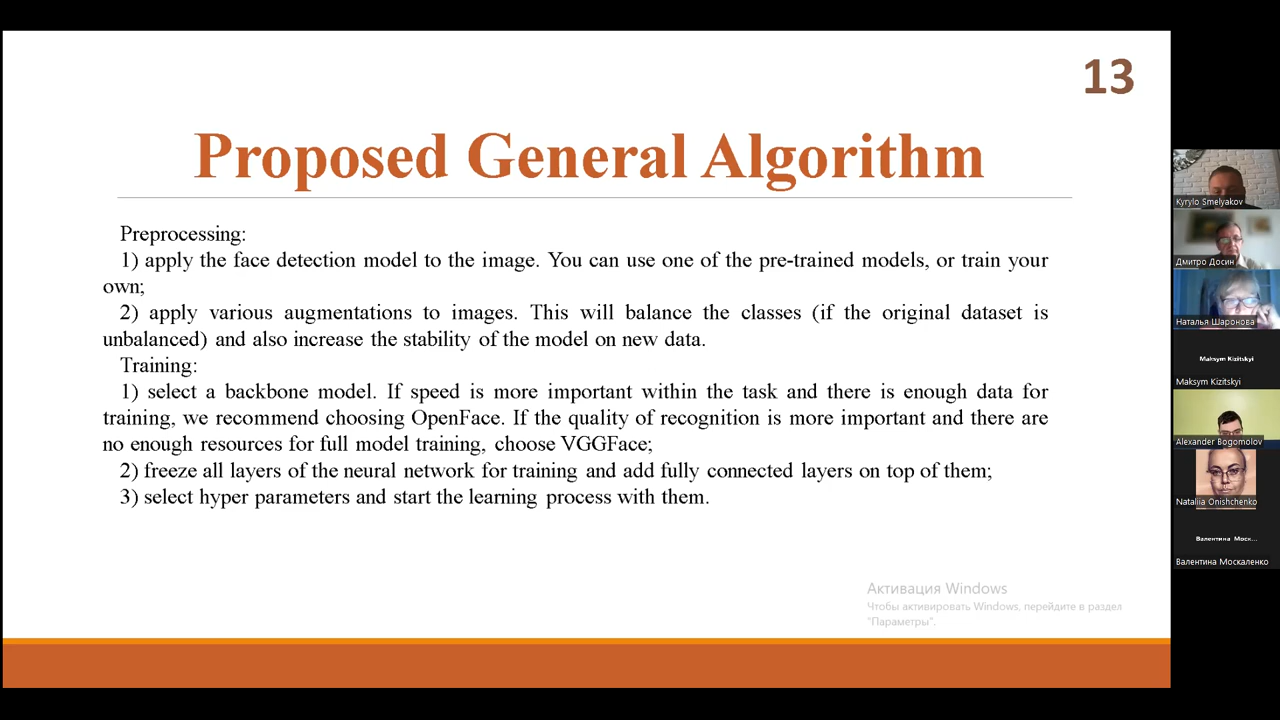 13
Proposed General Algorithm
Preprocessing:
1) apply the face detection model to the image. You can use one of the pre-trained models, or train your
own;
2) apply various augmentations to images. This will balance the classes (if the original dataset is
unbalanced) and also increase the stability of the model on new data.
Training:
1) select a backbone model. If speed is more important within the task and there is enough data for
training, we recommend choosing OpenFace. If the quality of recognition is more important and there are
no enough resources for full model training, choose VGGFace;
2) freeze all layers of the neural network for training and add fully connected layers on top of them;
3) select hyper parameters and start the learning process with them.
Активация Windows
Чтобы активировать Windows, перейдите в раздел
"Параметры".
Kyrylo Smelyakov
Дмитро Досин
Наталья Шаронова
Maksym Kizitskyi
Maksym Kizitskyi
Alexander Bogomolov
Nataliia Onishchenko
Валентина Моск...
Валентина Москаленко